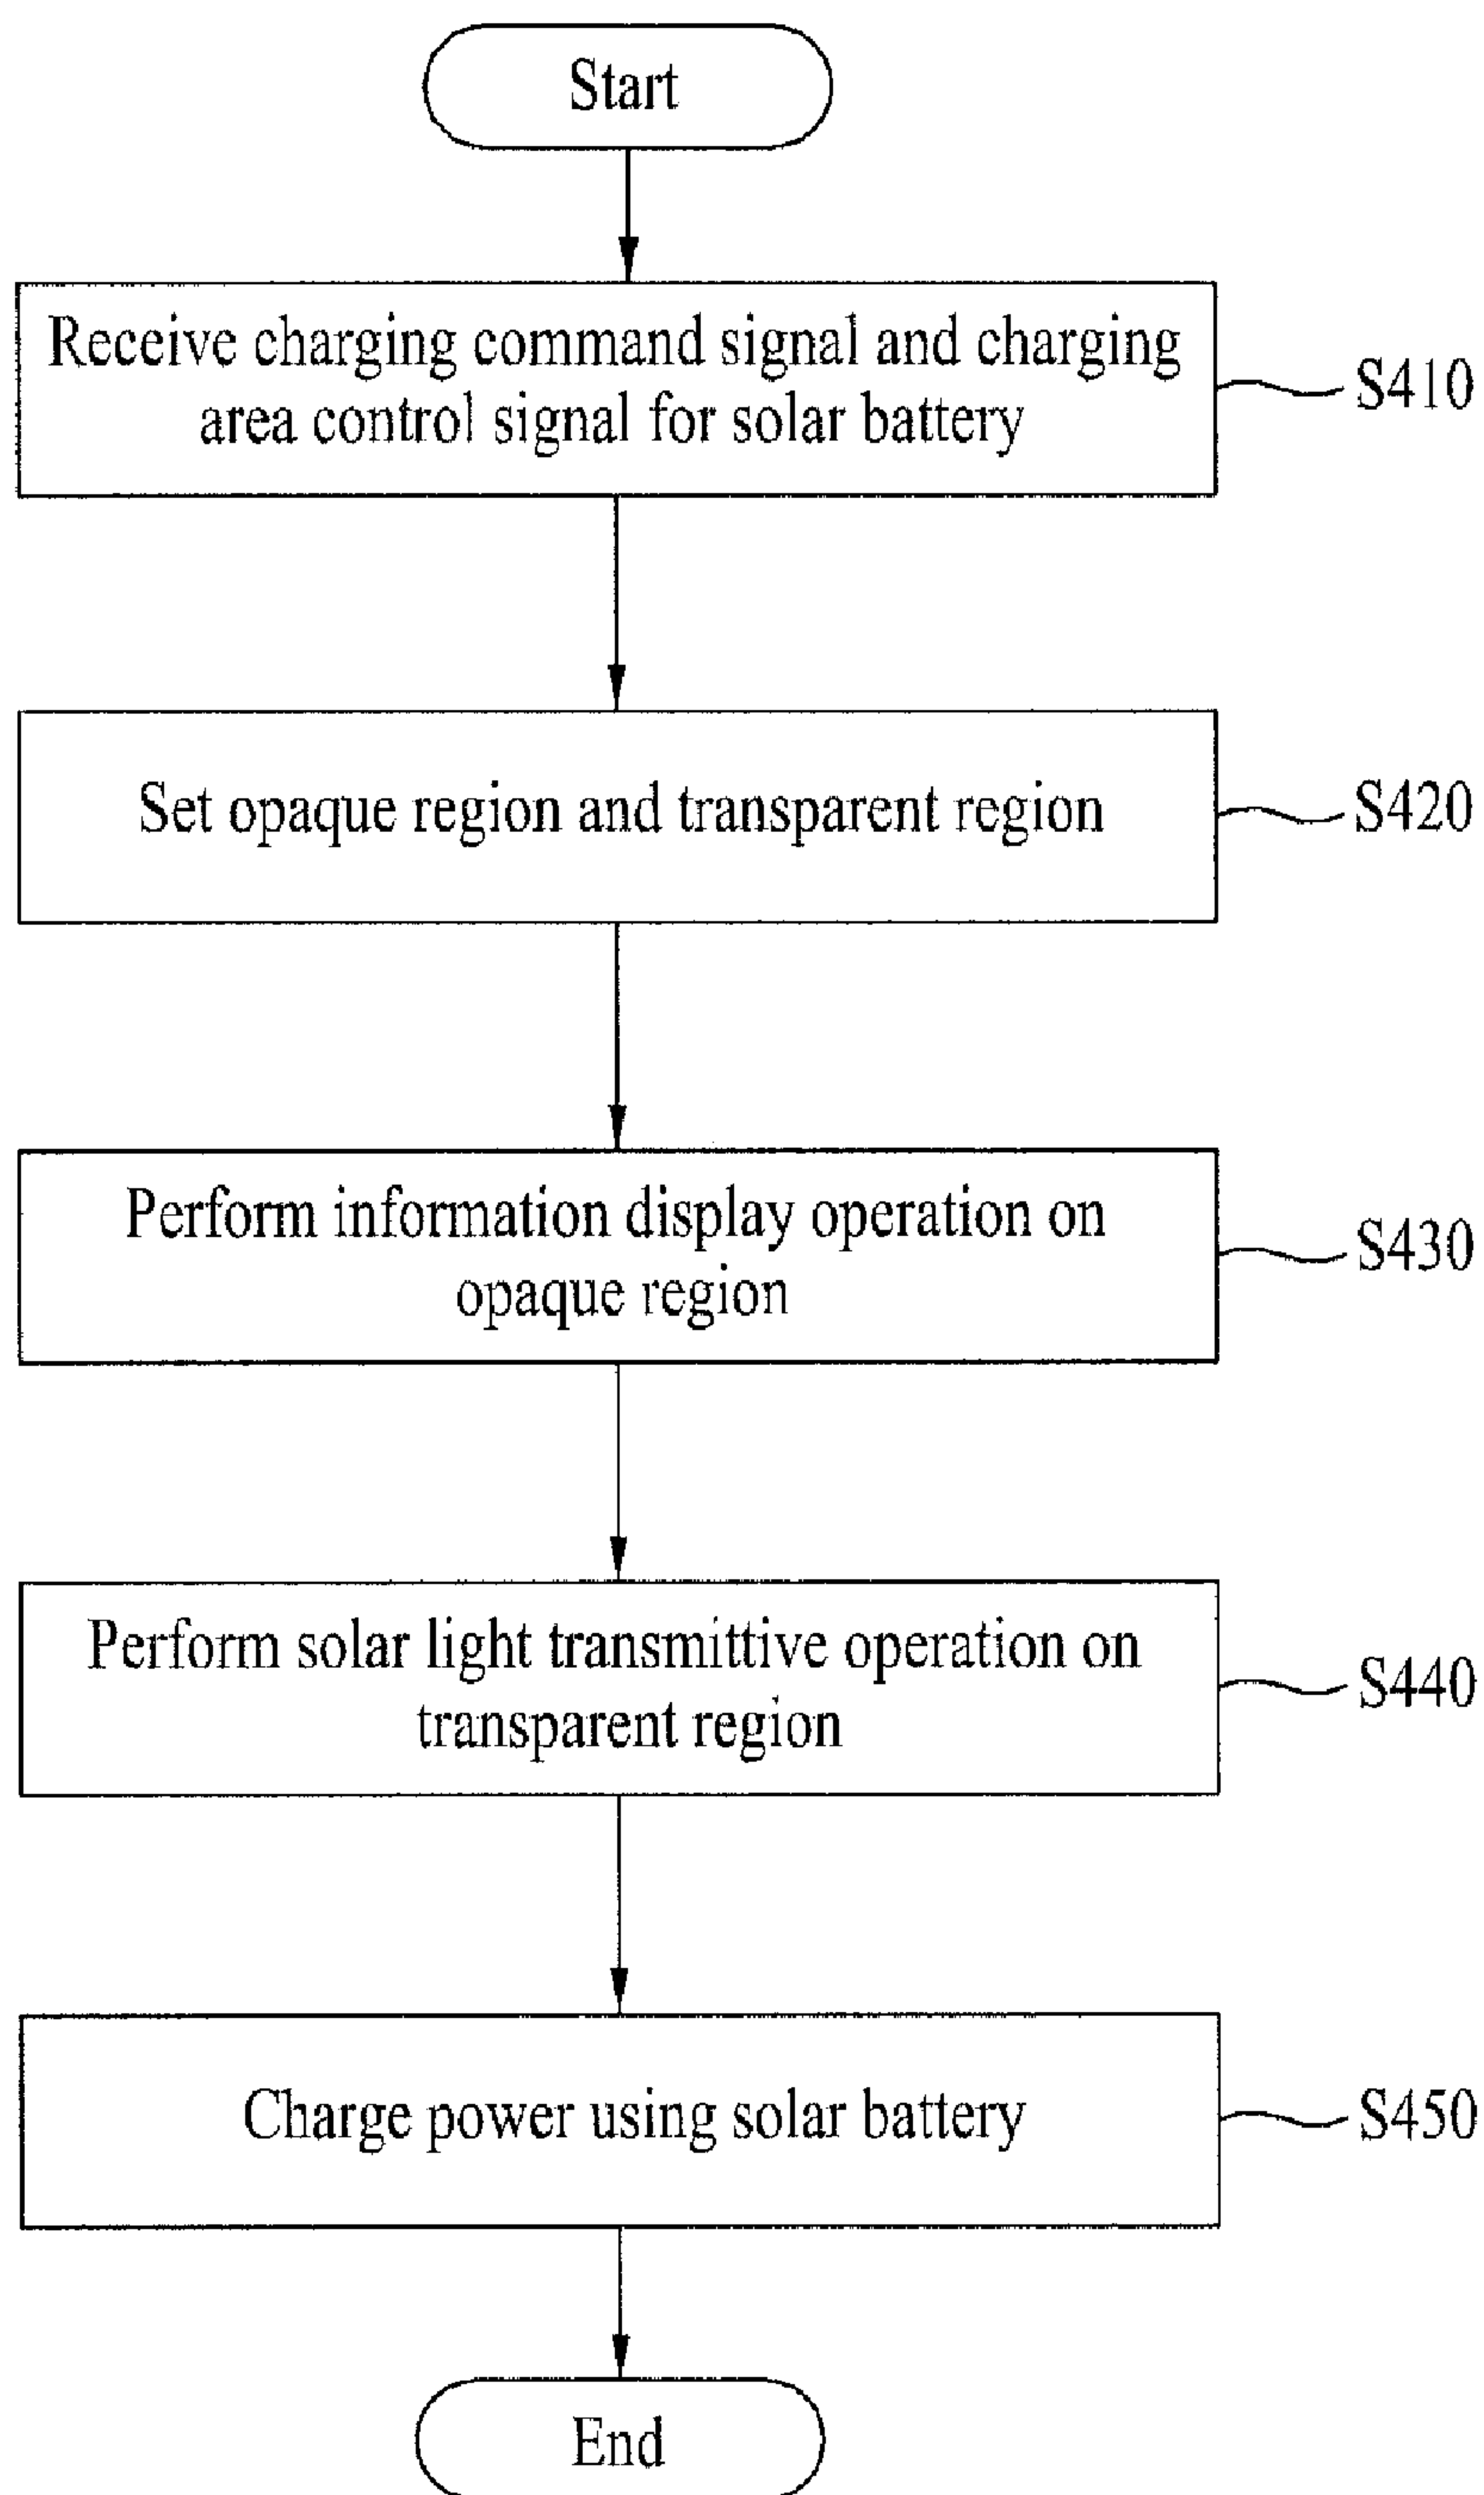 Start
Receive charging command signal and charging
area control signal for solar battery
S410
Set opaque region and transparent region
S420
Perform information display operation on
opaque region
S430
Perform solar light transmittive operation on
transparent region
S440
Charge power using solar battery
S450
End